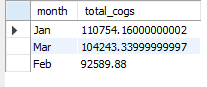 month total_cogs
Jan 110754.16000000002
Mar 104243.33999999997
Feb 92589.88